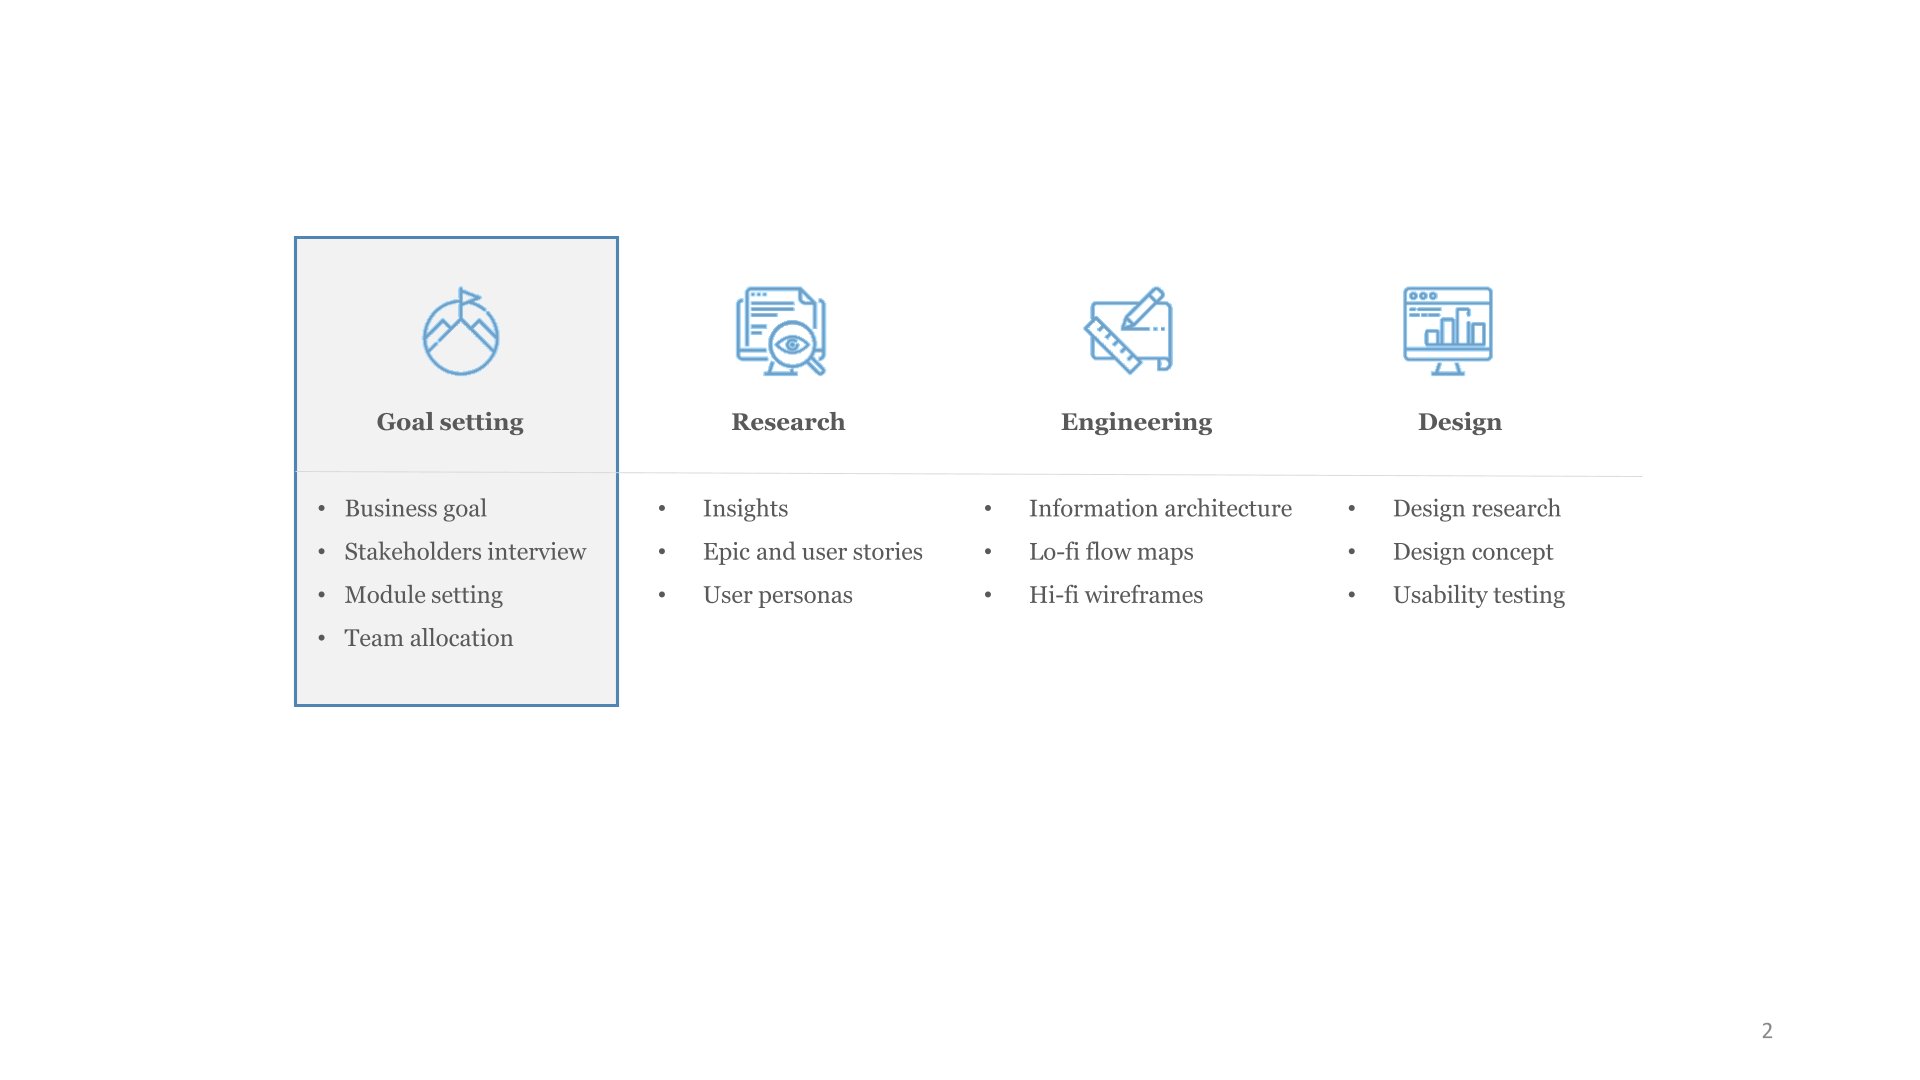 Goal setting
Research
Engineering
Design
• Business goal
• Stakeholders interview
• Module setting
• Team allocation
• Insights
• Epic and user stories
• User personas
• Information architecture
• Lo-fi flow maps
• Hi-fi wireframes
• Design research
• Design concept
• Usability testing
2